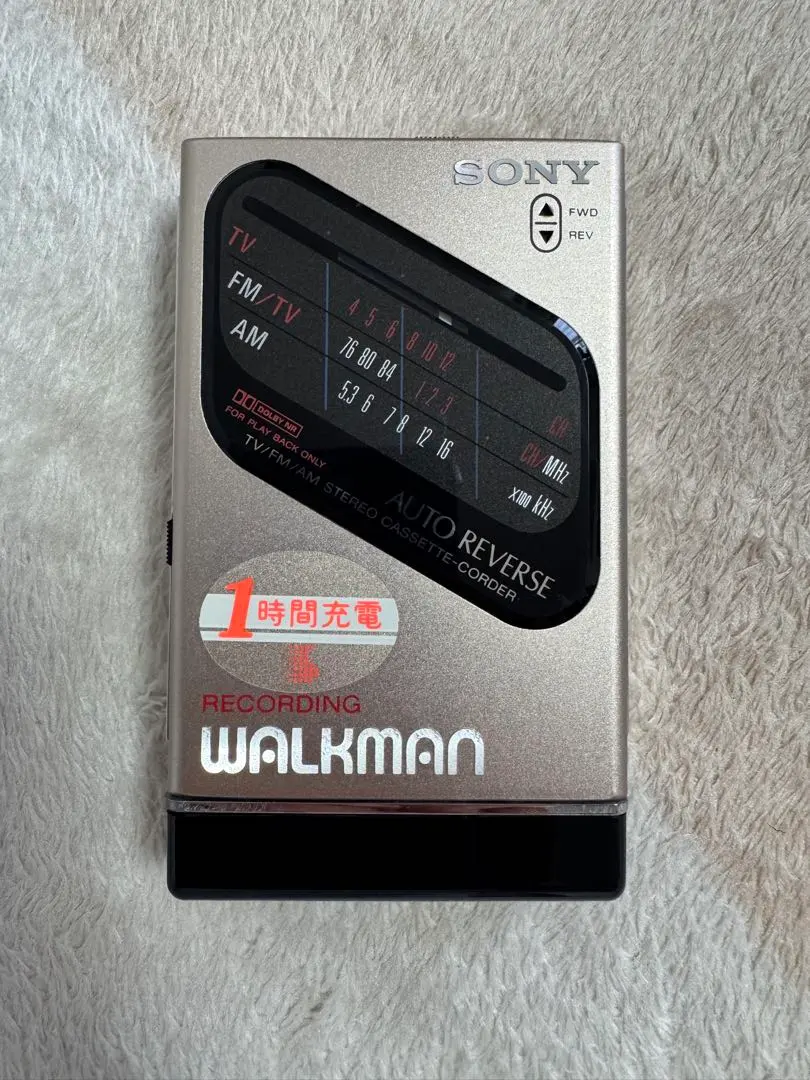 SONY
FWD
REV
TV
4 5 6 8 10 12 CH
FM/TV
76 80 84 1 2 3 CH/MHz
AM
5.3 6 7 8 12 16 x100 kHz
DOLBY NR
FOR PLAY BACK ONLY
TV/FM/AM STEREO CASSETTE-CORDER
AUTO REVERSE
1時間充電
RECORDING
WALKMAN